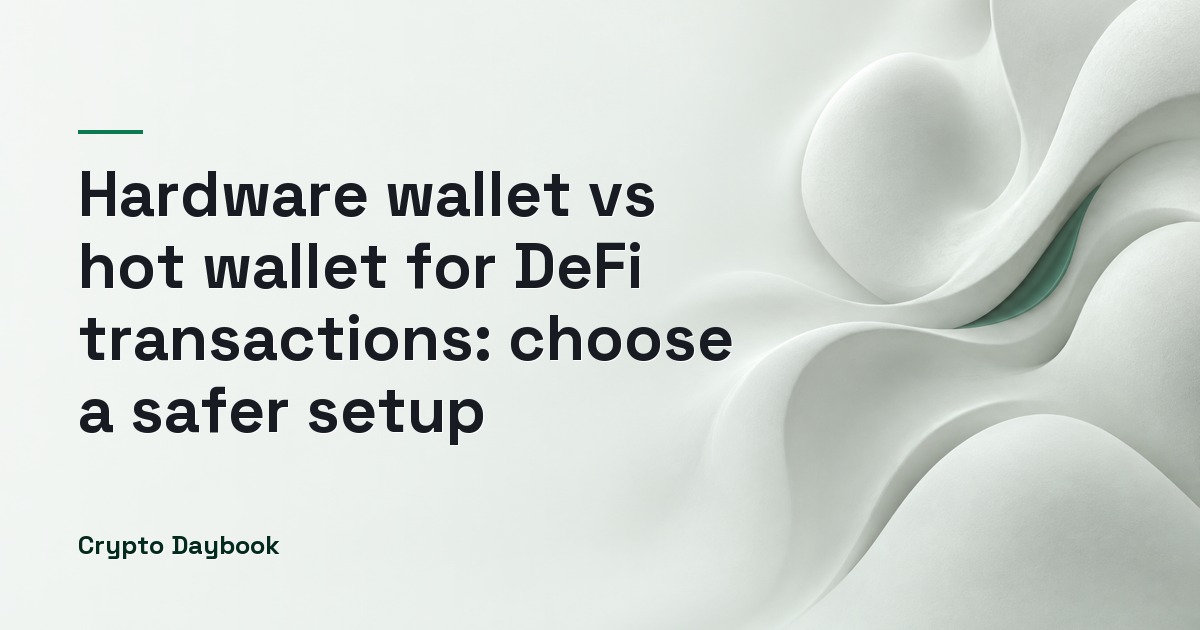 Hardware wallet vs
hot wallet for DeFi
transactions: choose
a safer setup
Crypto Daybook